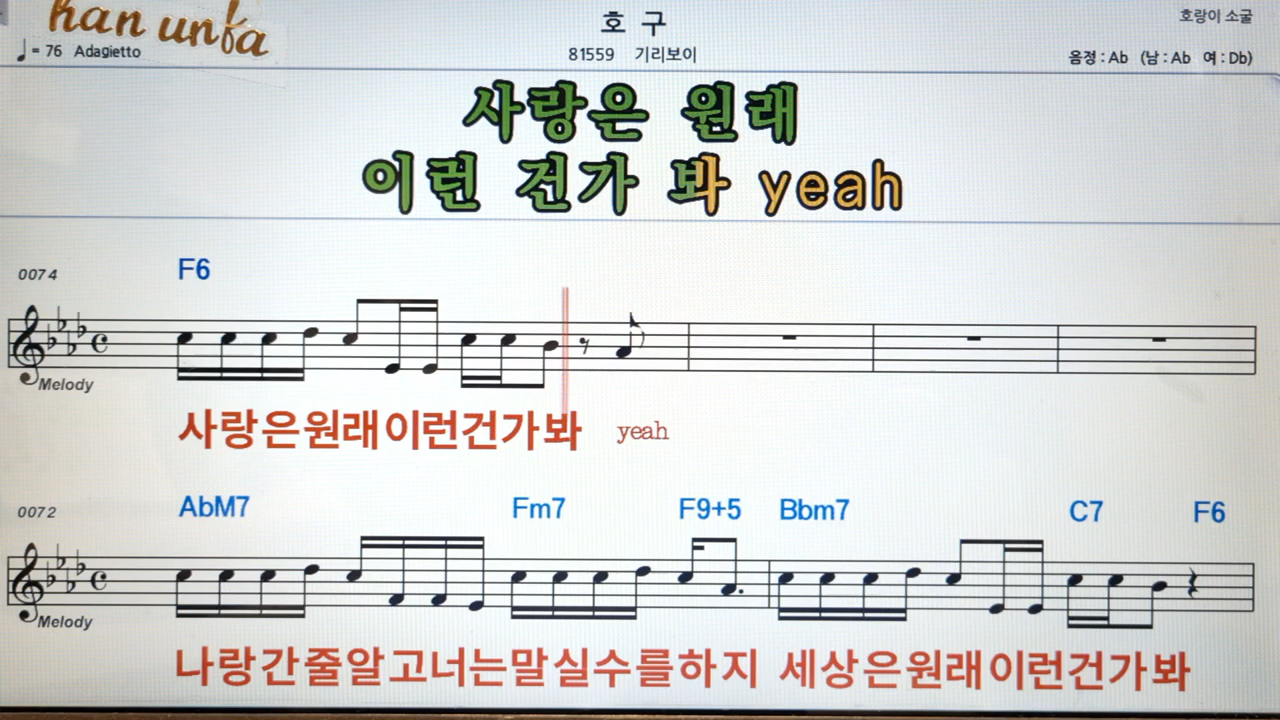 han unfa
호 구
호랑이 소굴
♩= 76 Adagietto
81559 기리보이
음정 : Ab (남 : Ab 여 : Db)
사랑은 원래
이런 건가 봐 yeah
0074
F6
Melody
사랑은원래이런건가봐 yeah
0072
AbM7 Fm7 F9+5 Bbm7 C7 F6
Melody
나랑간줄알고너는말실수를하지 세상은원래이런건가봐